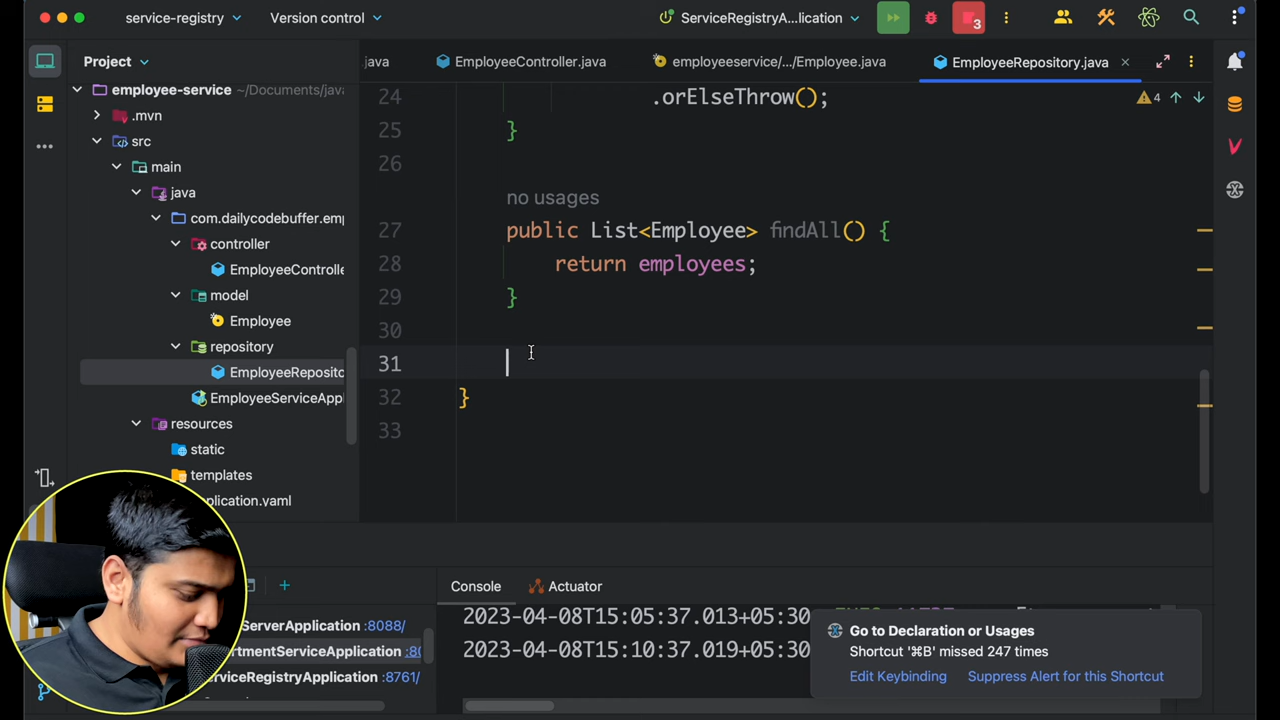 service-registry
Version control
ServiceRegistryA...lication
3
Project
java
EmployeeController.java
employeeservice/.../Employee.java
EmployeeRepository.java
employee-service ~/Documents/java
.mvn
src
main
java
com.dailycodebuffer.emp
controller
EmployeeControlle
model
Employee
repository
EmployeeReposito
EmployeeServiceAppl
resources
static
templates
pplication.yaml
24 .orElseThrow();
25 }
26
no usages
27 public List<Employee> findAll() {
28 return employees;
29 }
30
31
32 }
33
4
Console
Actuator
ServerApplication :8088/
artmentServiceApplication :80
rviceRegistryApplication :8761/
2023-04-08T15:05:37.013+05:30
2023-04-08T15:10:37.019+05:30
Go to Declaration or Usages
Shortcut '⌘B' missed 247 times
Edit Keybinding Suppress Alert for this Shortcut